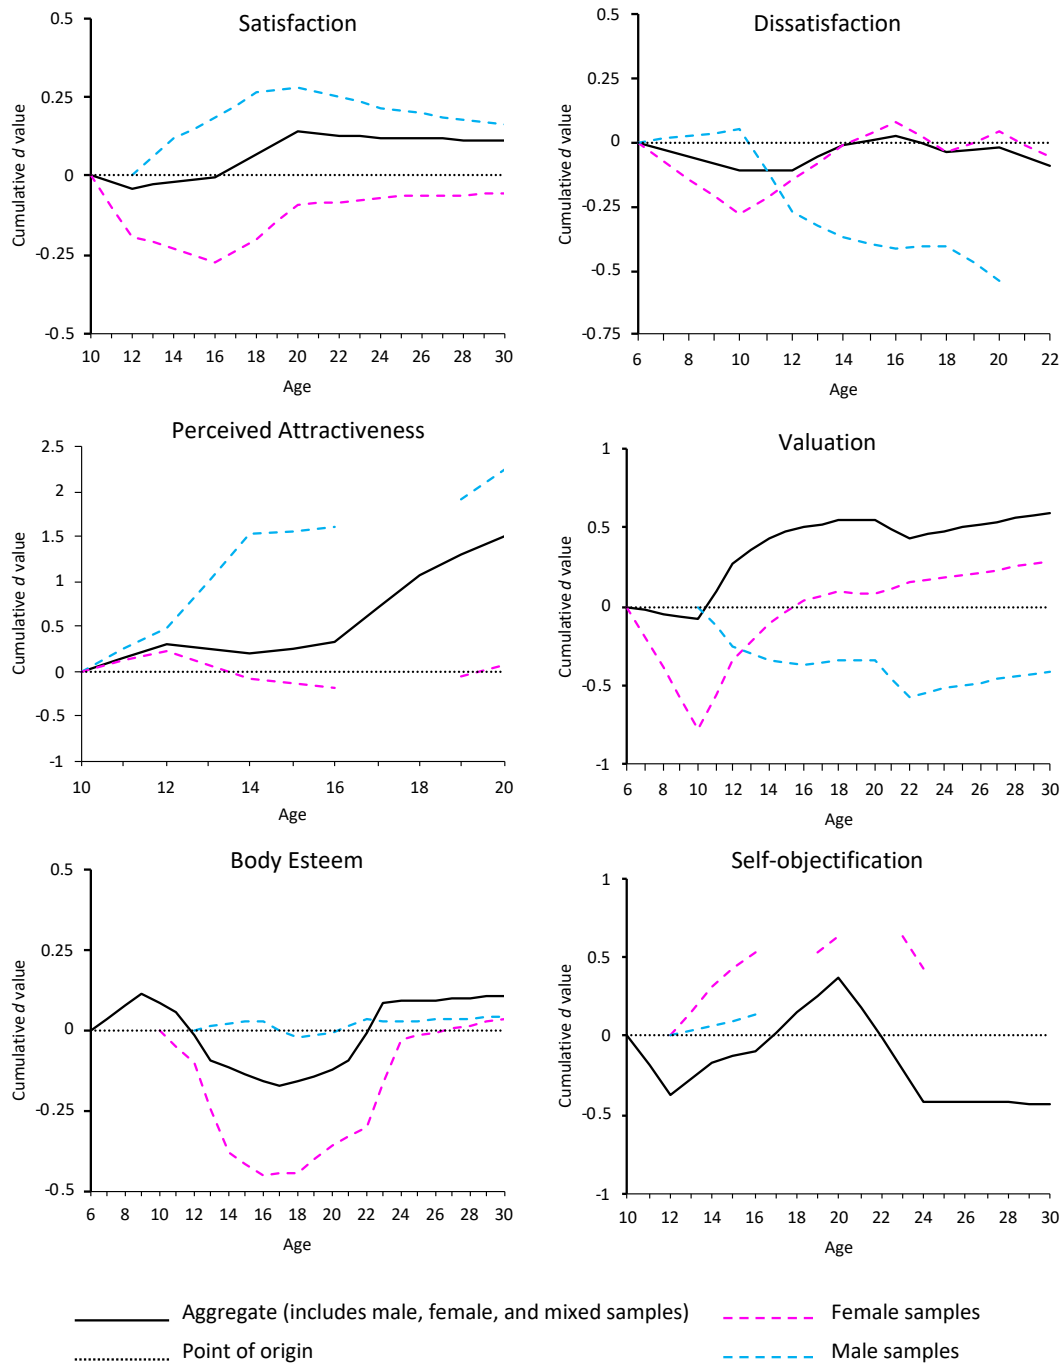 Satisfaction
Cumulative d value
0.5
0.25
0
-0.25
-0.5
10 12 14 16 18 20 22 24 26 28 30
Age
Dissatisfaction
Cumulative d value
0.5
0.25
0
-0.25
-0.5
-0.75
6 8 10 12 14 16 18 20 22
Age
Perceived Attractiveness
Cumulative d value
2.5
2
1.5
1
0.5
0
-0.5
-1
10 12 14 16 18 20
Age
Valuation
Cumulative d value
1
0.5
0
-0.5
-1
6 8 10 12 14 16 18 20 22 24 26 28 30
Age
Body Esteem
Cumulative d value
0.5
0.25
0
-0.25
-0.5
6 8 10 12 14 16 18 20 22 24 26 28 30
Age
Self-objectification
Cumulative d value
1
0.5
0
-0.5
-1
10 12 14 16 18 20 22 24 26 28 30
Age
Aggregate (includes male, female, and mixed samples)
Female samples
Point of origin
Male samples